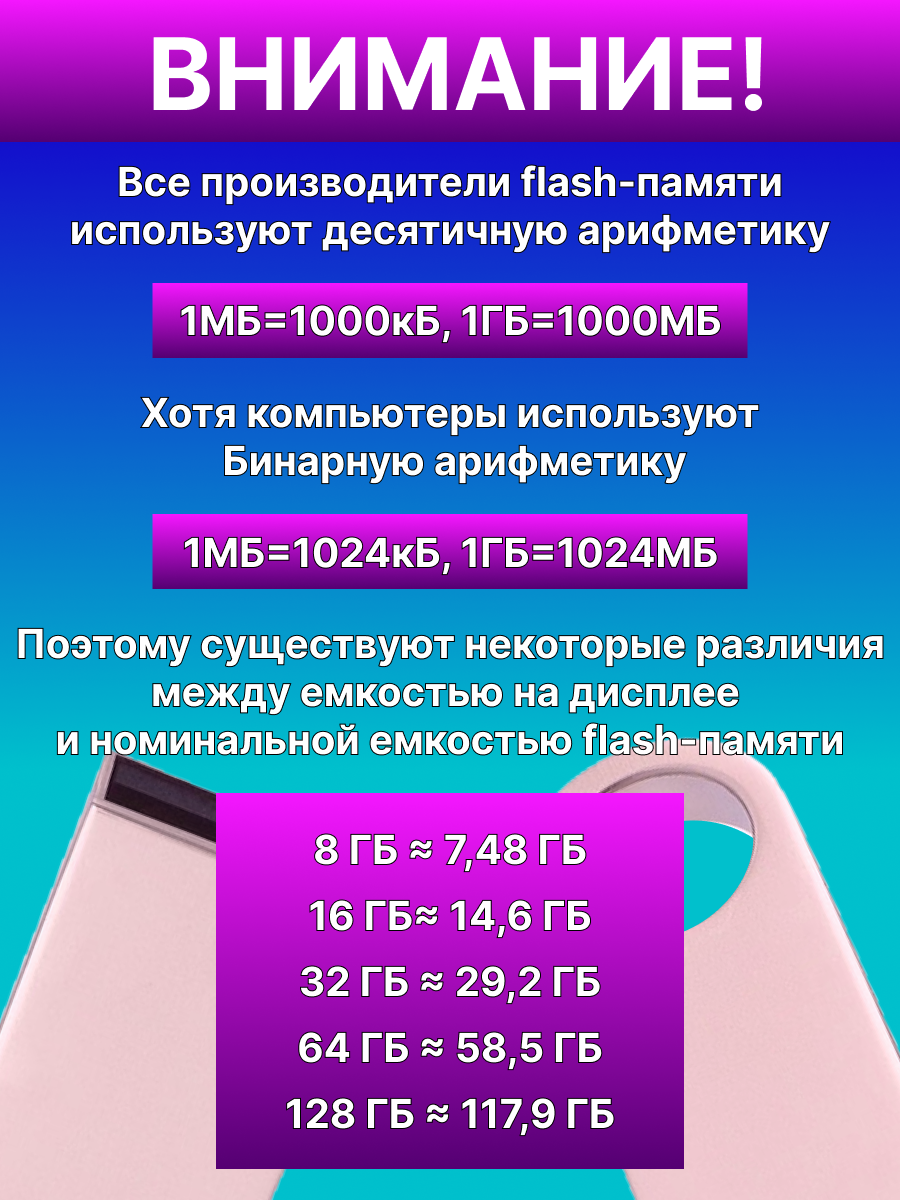 ВНИМАНИЕ!
Все производители flash-памяти
используют десятичную арифметику
1МБ=1000кБ, 1ГБ=1000МБ
Хотя компьютеры используют
Бинарную арифметику
1МБ=1024кБ, 1ГБ=1024МБ
Поэтому существуют некоторые различия
между емкостью на дисплее
и номинальной емкостью flash-памяти
8 ГБ ≈ 7,48 ГБ
16 ГБ≈ 14,6 ГБ
32 ГБ ≈ 29,2 ГБ
64 ГБ ≈ 58,5 ГБ
128 ГБ ≈ 117,9 ГБ